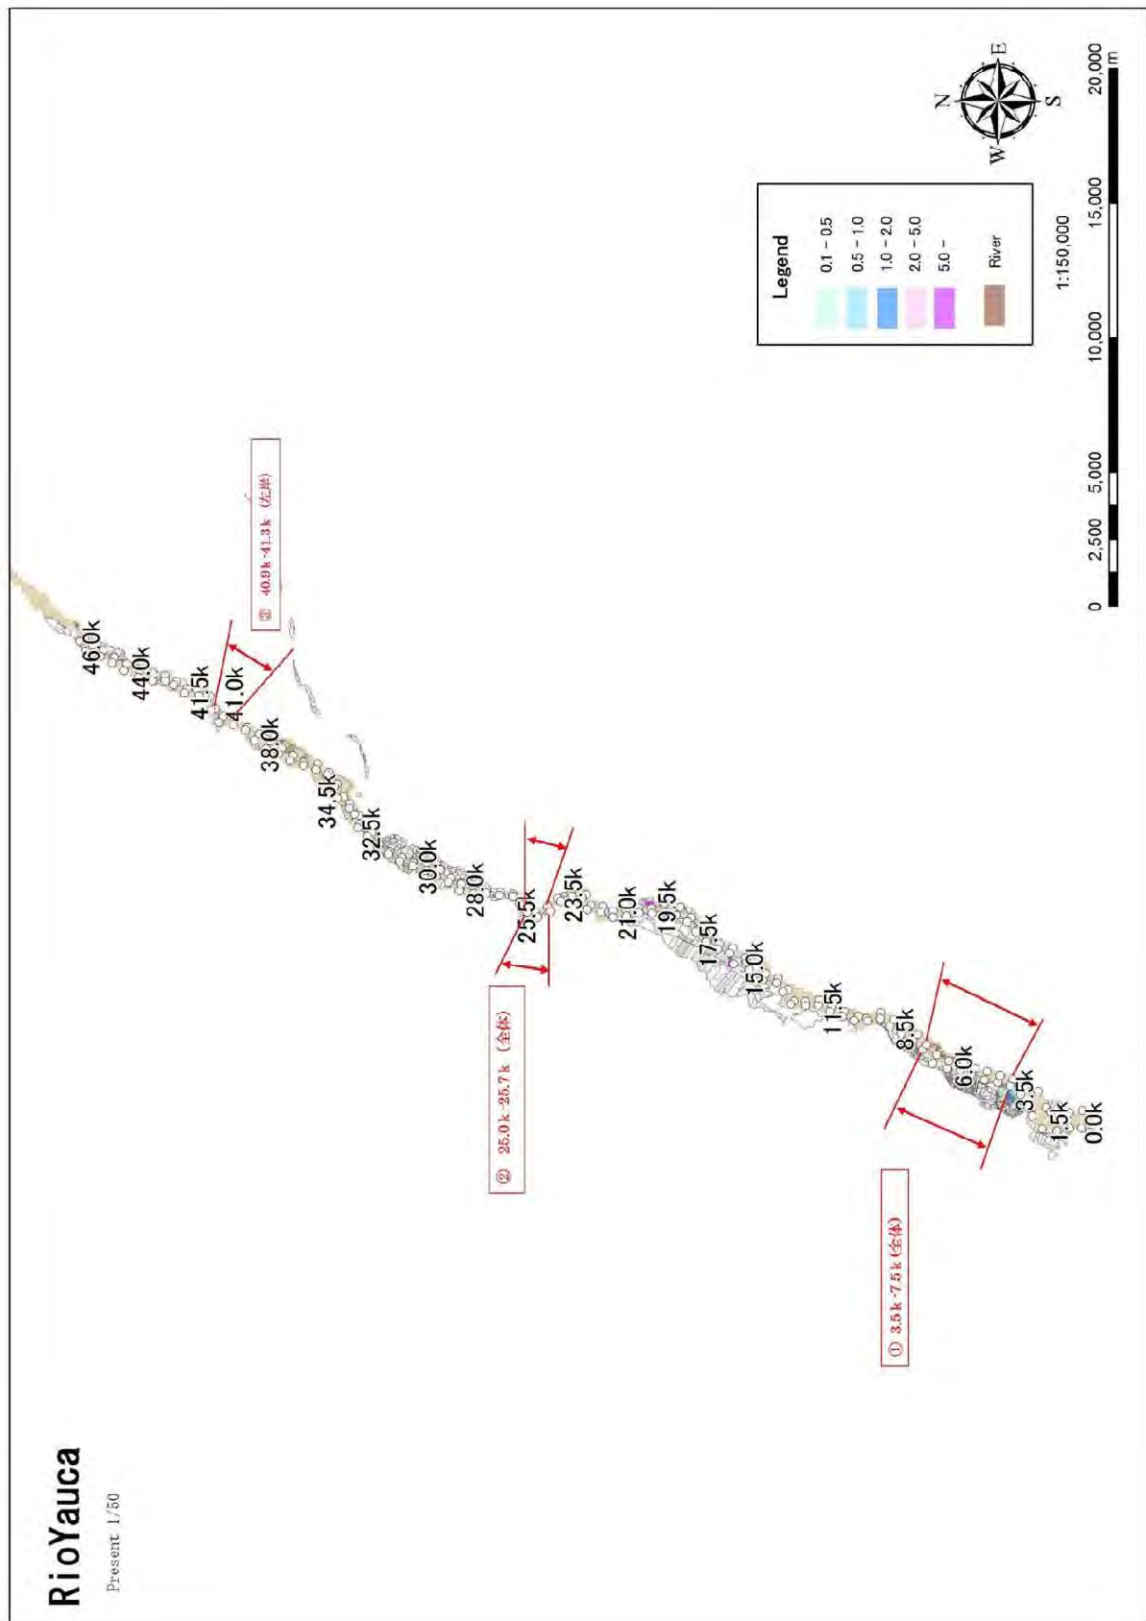 RioYauca
Present 1/50
46.0k
44.0k
41.5k
41.0k
③ 40.9k-41.3k (左岸)
38.0k
34.5k
32.5k
30.0k
28.0k
25.5k
② 25.0k-25.7k (全体)
23.5k
21.0k
19.5k
17.5k
15.0k
11.5k
8.5k
6.0k
① 3.5k-7.5k (全体)
3.5k
1.5k
0.0k
N
E
S
W
Legend
0.1 - 0.5
0.5 - 1.0
1.0 - 2.0
2.0 - 5.0
5.0 -
River
1:150,000
0 2,500 5,000 10,000 15,000 20,000
m